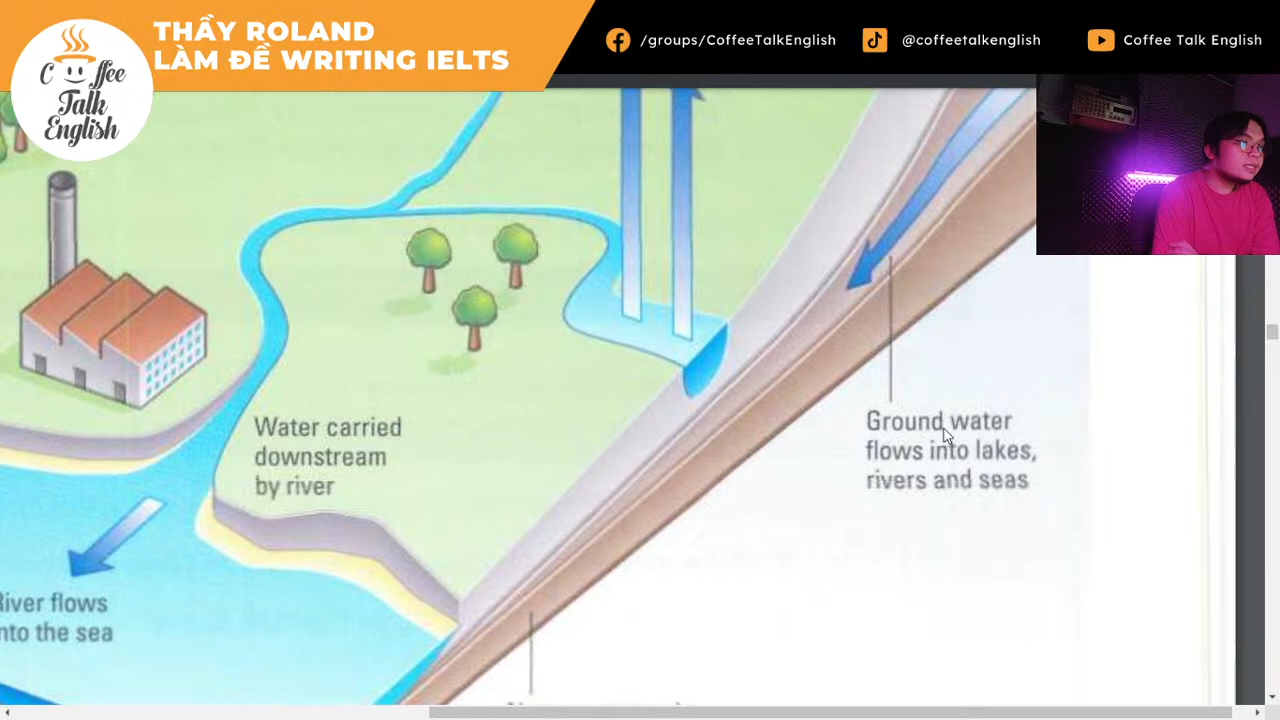 THẦY ROLAND
LÀM ĐỀ WRITING IELTS
/groups/CoffeeTalkEnglish
@coffeetalkenglish
Coffee Talk English
Coffee
Talk
English
Water carried
downstream
by river
Ground water
flows into lakes,
rivers and seas
River flows
into the sea